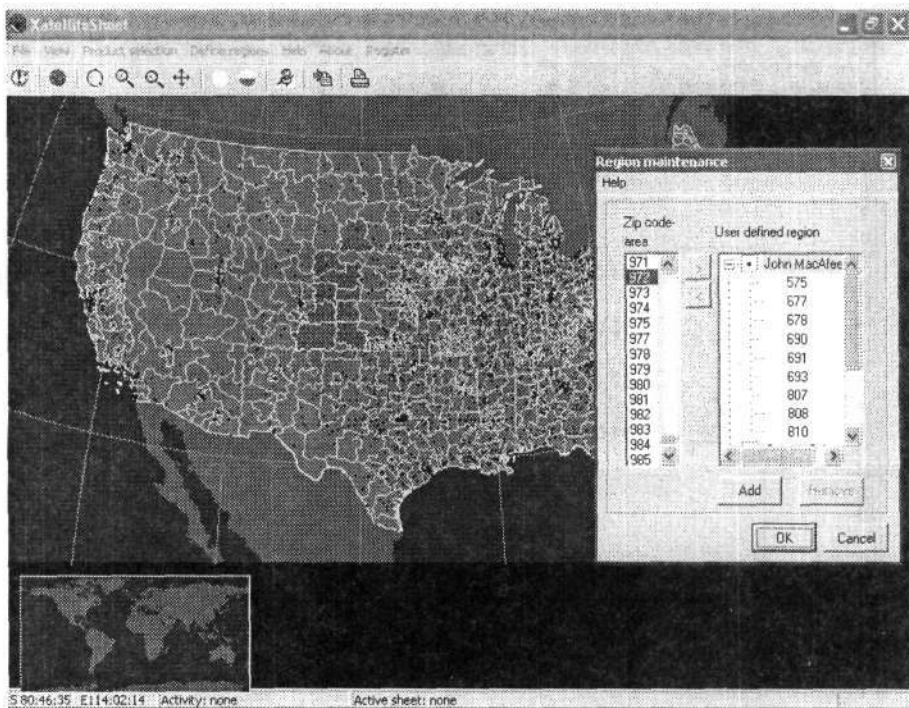 XatelliteSheet
File View Product selection Define regions Help About Register
Region maintenance
Help
Zip code-
area
User defined region
971
972
973
974
975
977
978
979
980
981
982
983
984
985
John MacAfee
575
677
678
690
691
693
807
808
810
Add
Remove
OK
Cancel
S 80:46:35 E114:02:14 Activity: none Active sheet: none